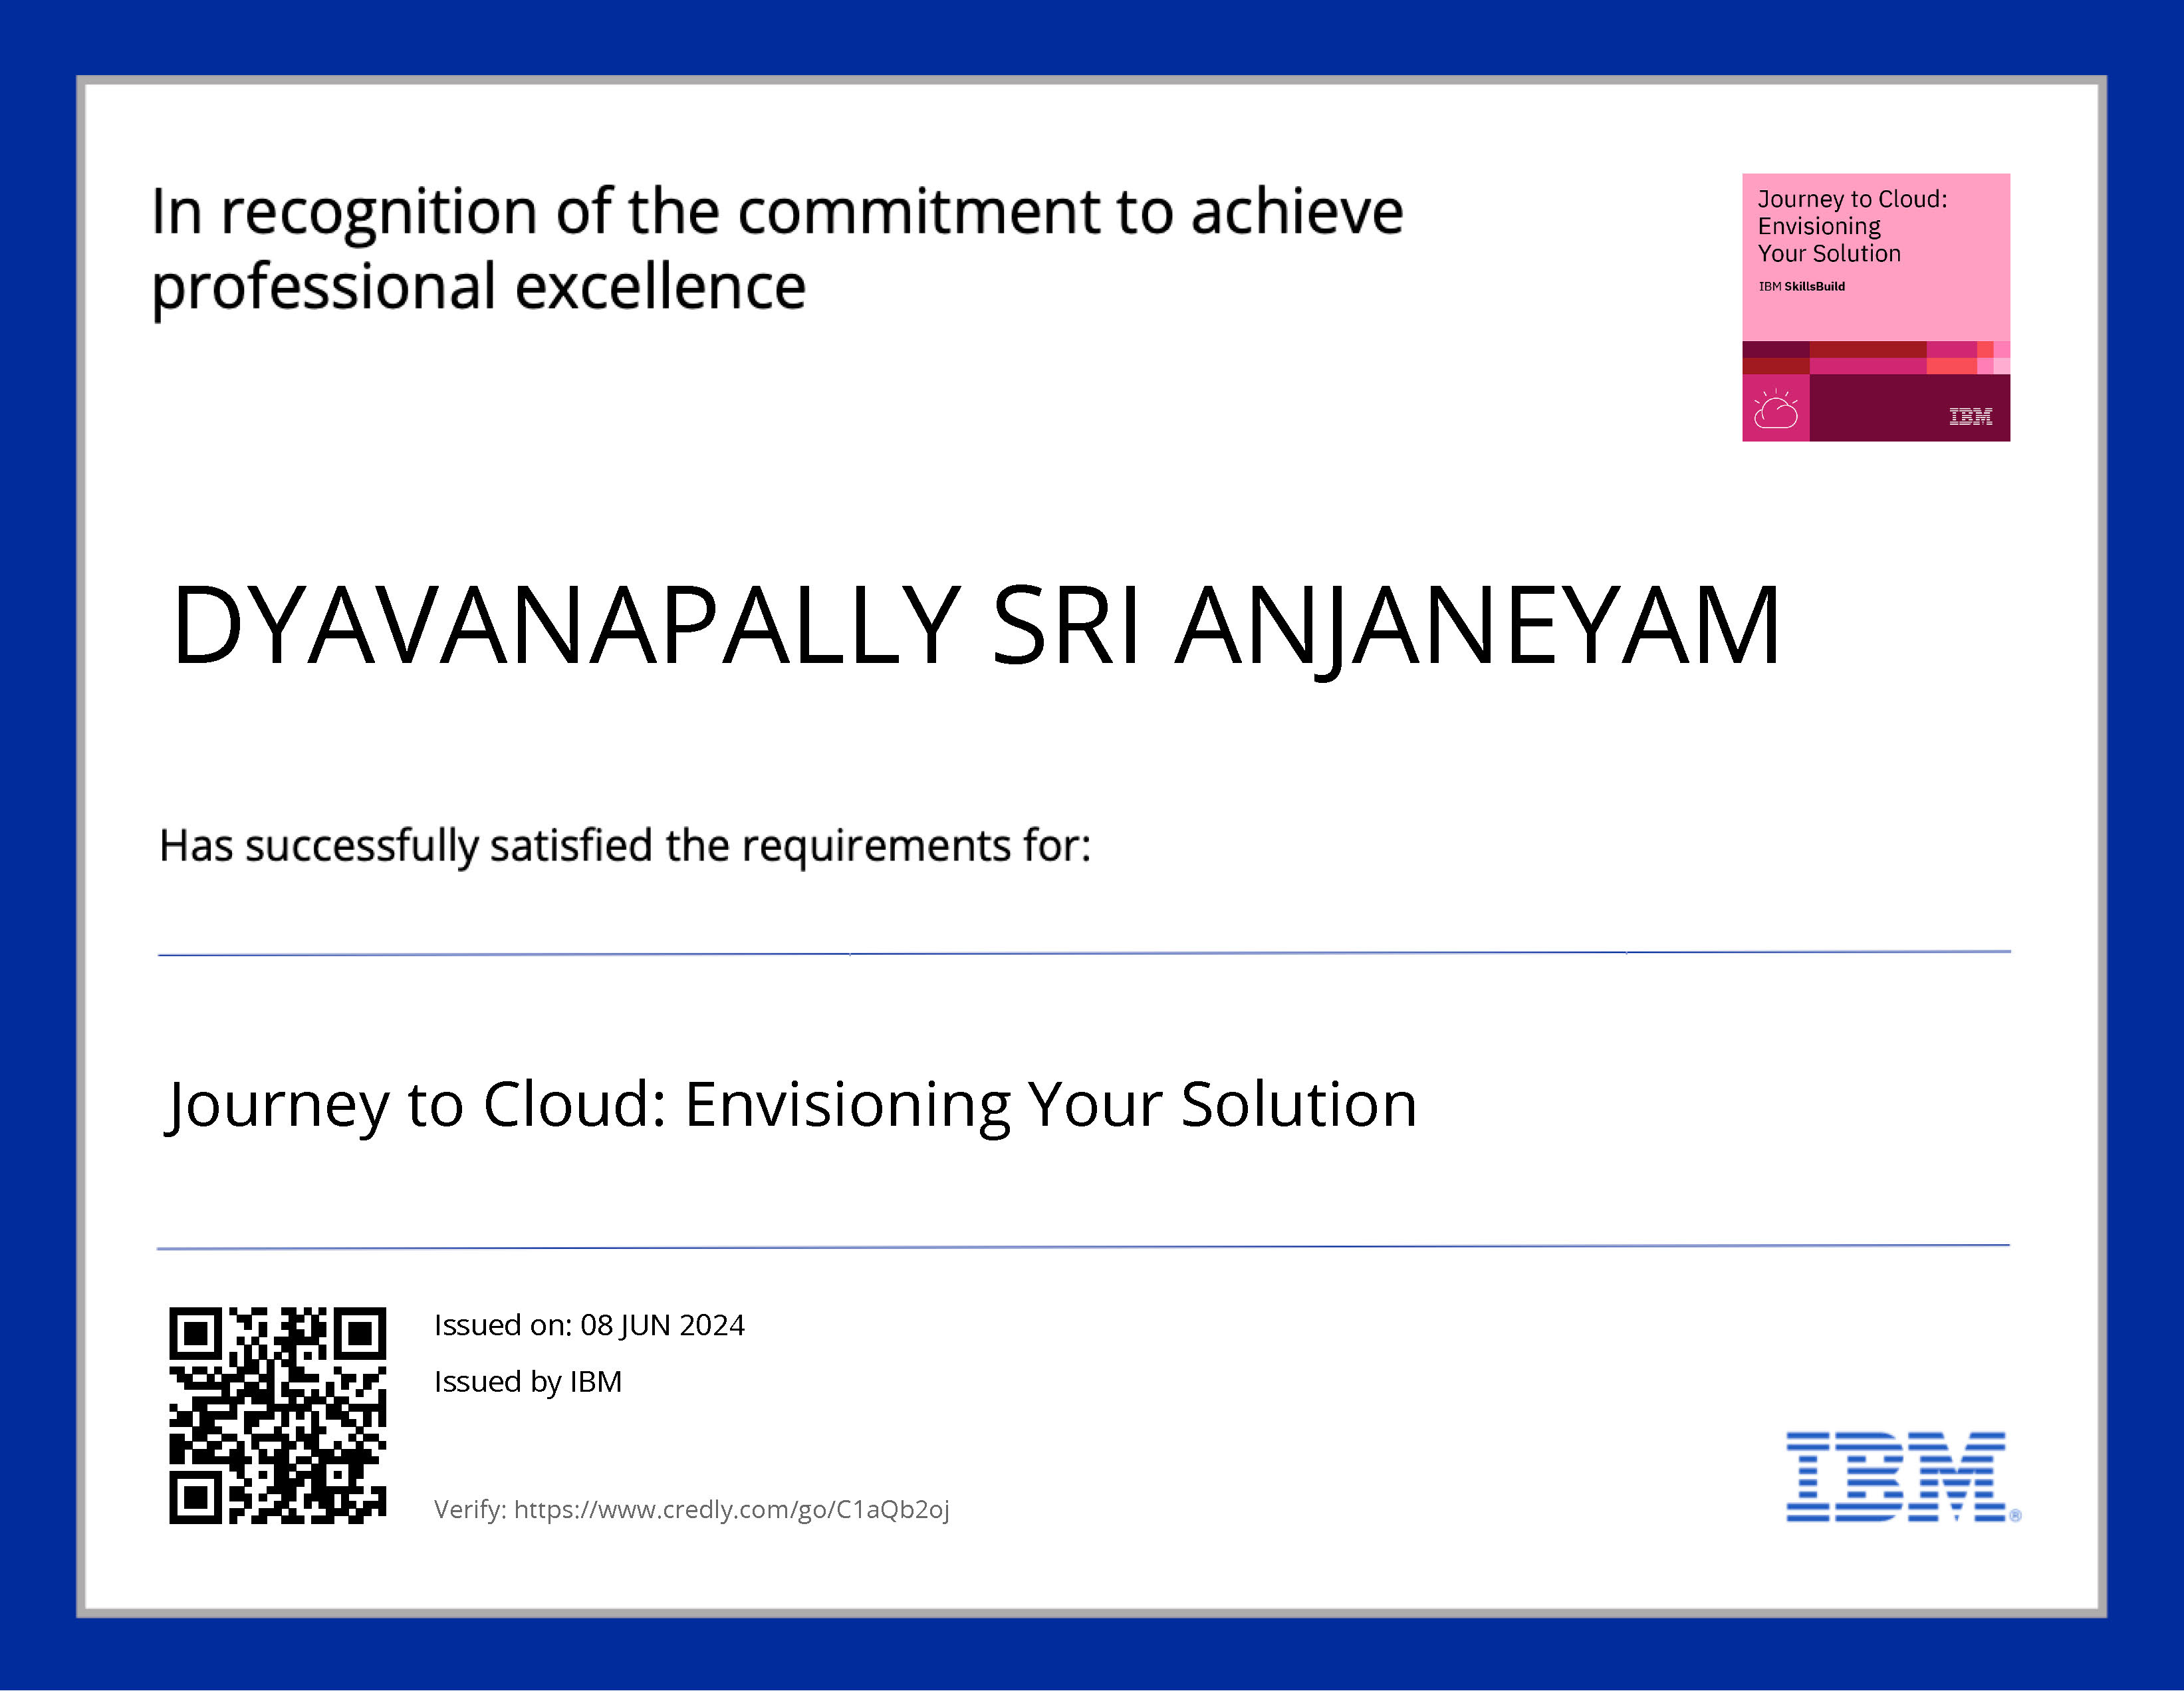 In recognition of the commitment to achieve
professional excellence
Journey to Cloud:
Envisioning
Your Solution
IBM SkillsBuild
IBM
DYAVANAPALLY SRI ANJANEYAM
Has successfully satisfied the requirements for:
Journey to Cloud: Envisioning Your Solution
Issued on: 08 JUN 2024
Issued by IBM
Verify: https://www.credly.com/go/C1aQb2oj
IBM®